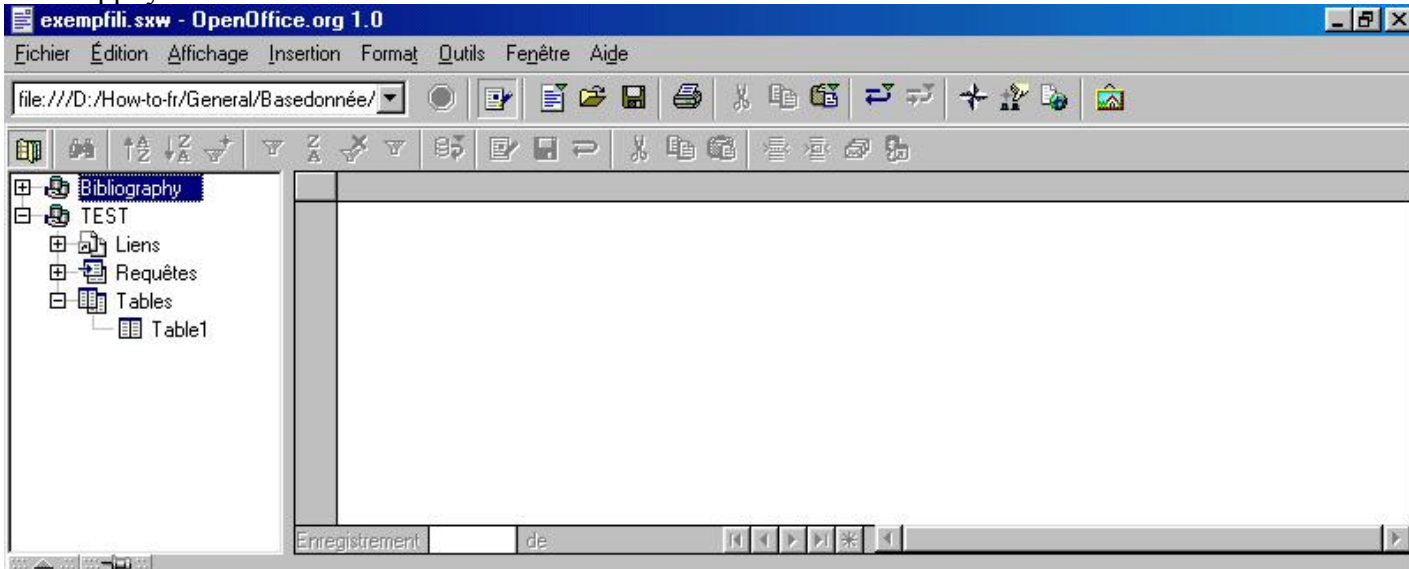 exempfili.sxw - OpenOffice.org 1.0
Fichier Édition Affichage Insertion Format Outils Fenêtre Aide
file:///D:/How-to-fr/General/Basedonnée/
Bibliography
TEST
Liens
Requêtes
Tables
Table1
Enregistrement de